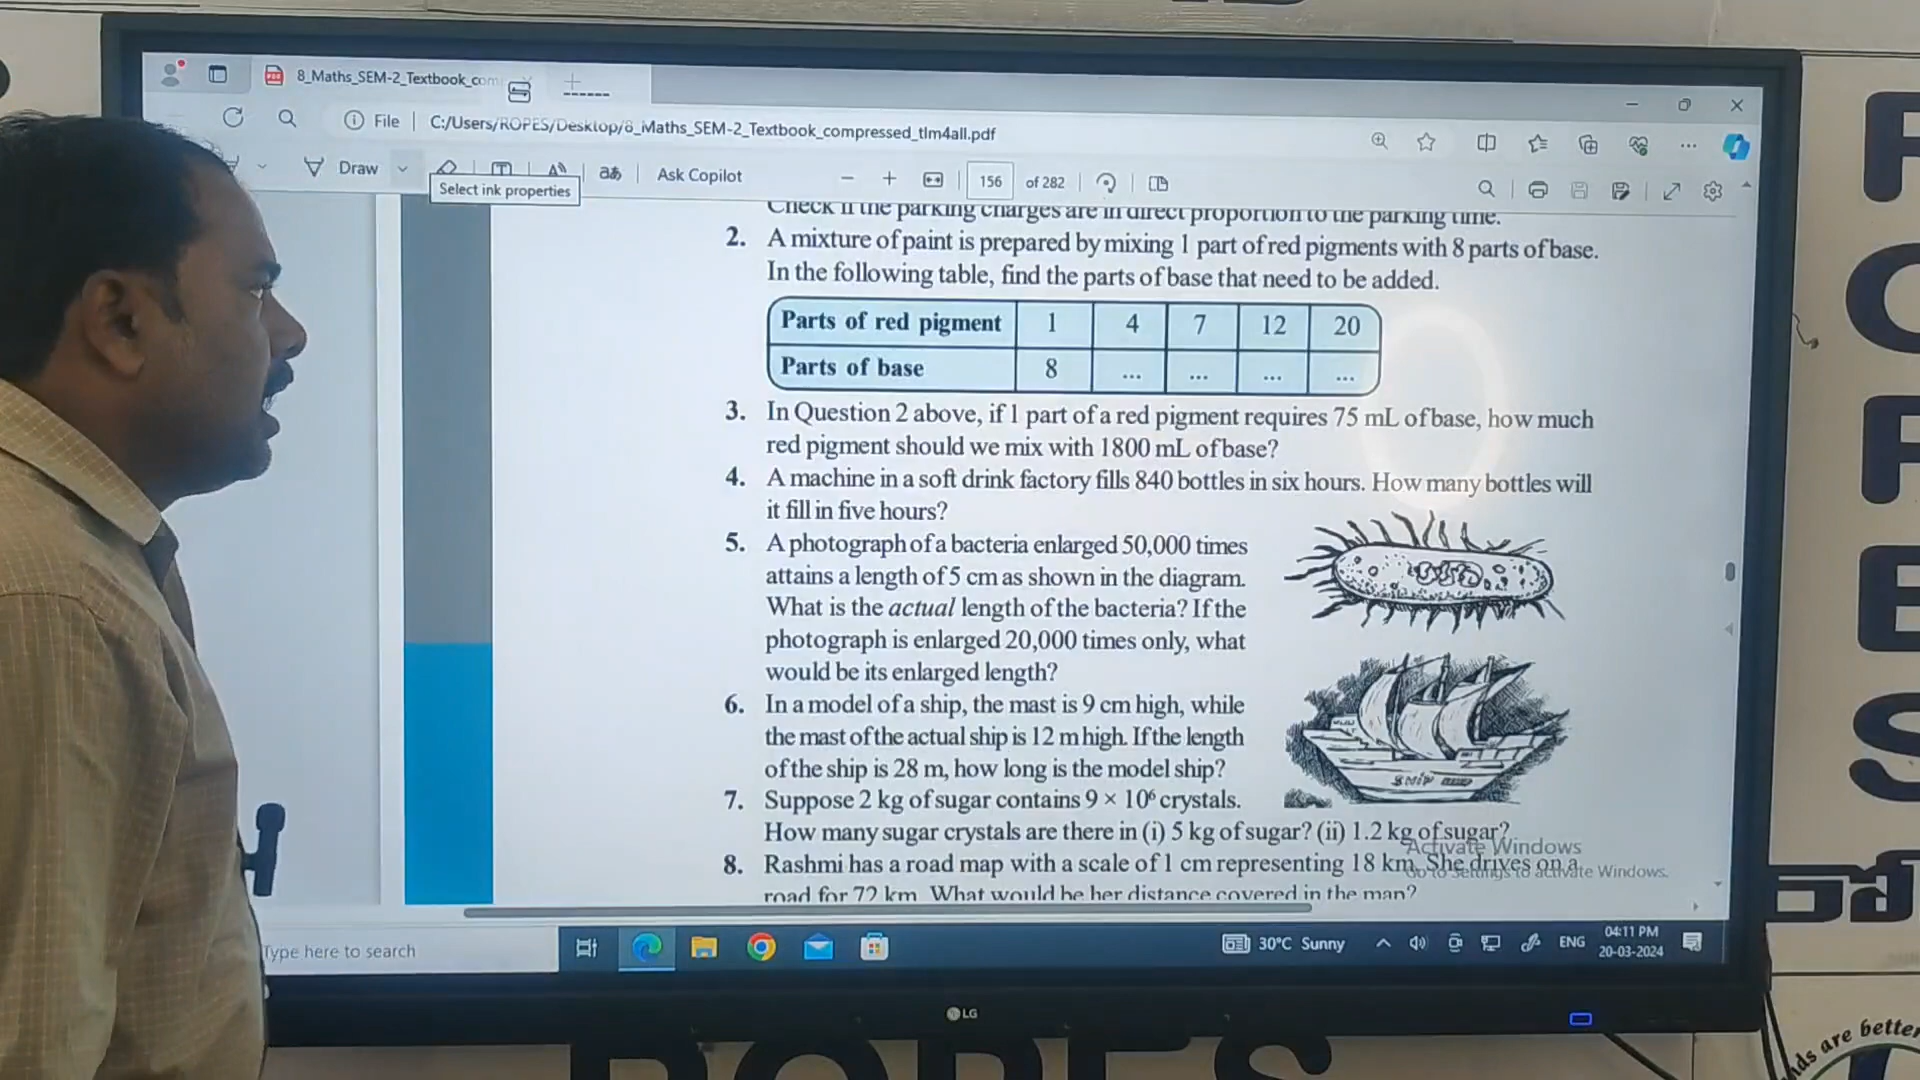 8_Maths_SEM-2_Textbook_com
File
C:/Users/ROPES/Desktop/8_Maths_SEM-2_Textbook_compressed_tlm4all.pdf
Draw
aあ
Ask Copilot
156
of 282
Select ink properties
Check if the parking charges are in direct proportion to the parking time.
2. A mixture of paint is prepared by mixing 1 part of red pigments with 8 parts of base.
In the following table, find the parts of base that need to be added.
Parts of red pigment 1 4 7 12 20
Parts of base 8 ... ... ... ...
3. In Question 2 above, if 1 part of a red pigment requires 75 mL of base, how much
red pigment should we mix with 1800 mL of base?
4. A machine in a soft drink factory fills 840 bottles in six hours. How many bottles will
it fill in five hours?
5. A photograph of a bacteria enlarged 50,000 times
attains a length of 5 cm as shown in the diagram.
What is the actual length of the bacteria? If the
photograph is enlarged 20,000 times only, what
would be its enlarged length?
6. In a model of a ship, the mast is 9 cm high, while
the mast of the actual ship is 12 m high. If the length
of the ship is 28 m, how long is the model ship?
7. Suppose 2 kg of sugar contains 9 × 10⁶ crystals.
How many sugar crystals are there in (i) 5 kg of sugar? (ii) 1.2 kg of sugar?
8. Rashmi has a road map with a scale of 1 cm representing 18 km. She drives on a
road for 72 km. What would be her distance covered in the map?
Activate Windows
Go to Settings to activate Windows.
Type here to search
30°C Sunny
ENG
04:11 PM
20-03-2024
LG
ROPES
are better